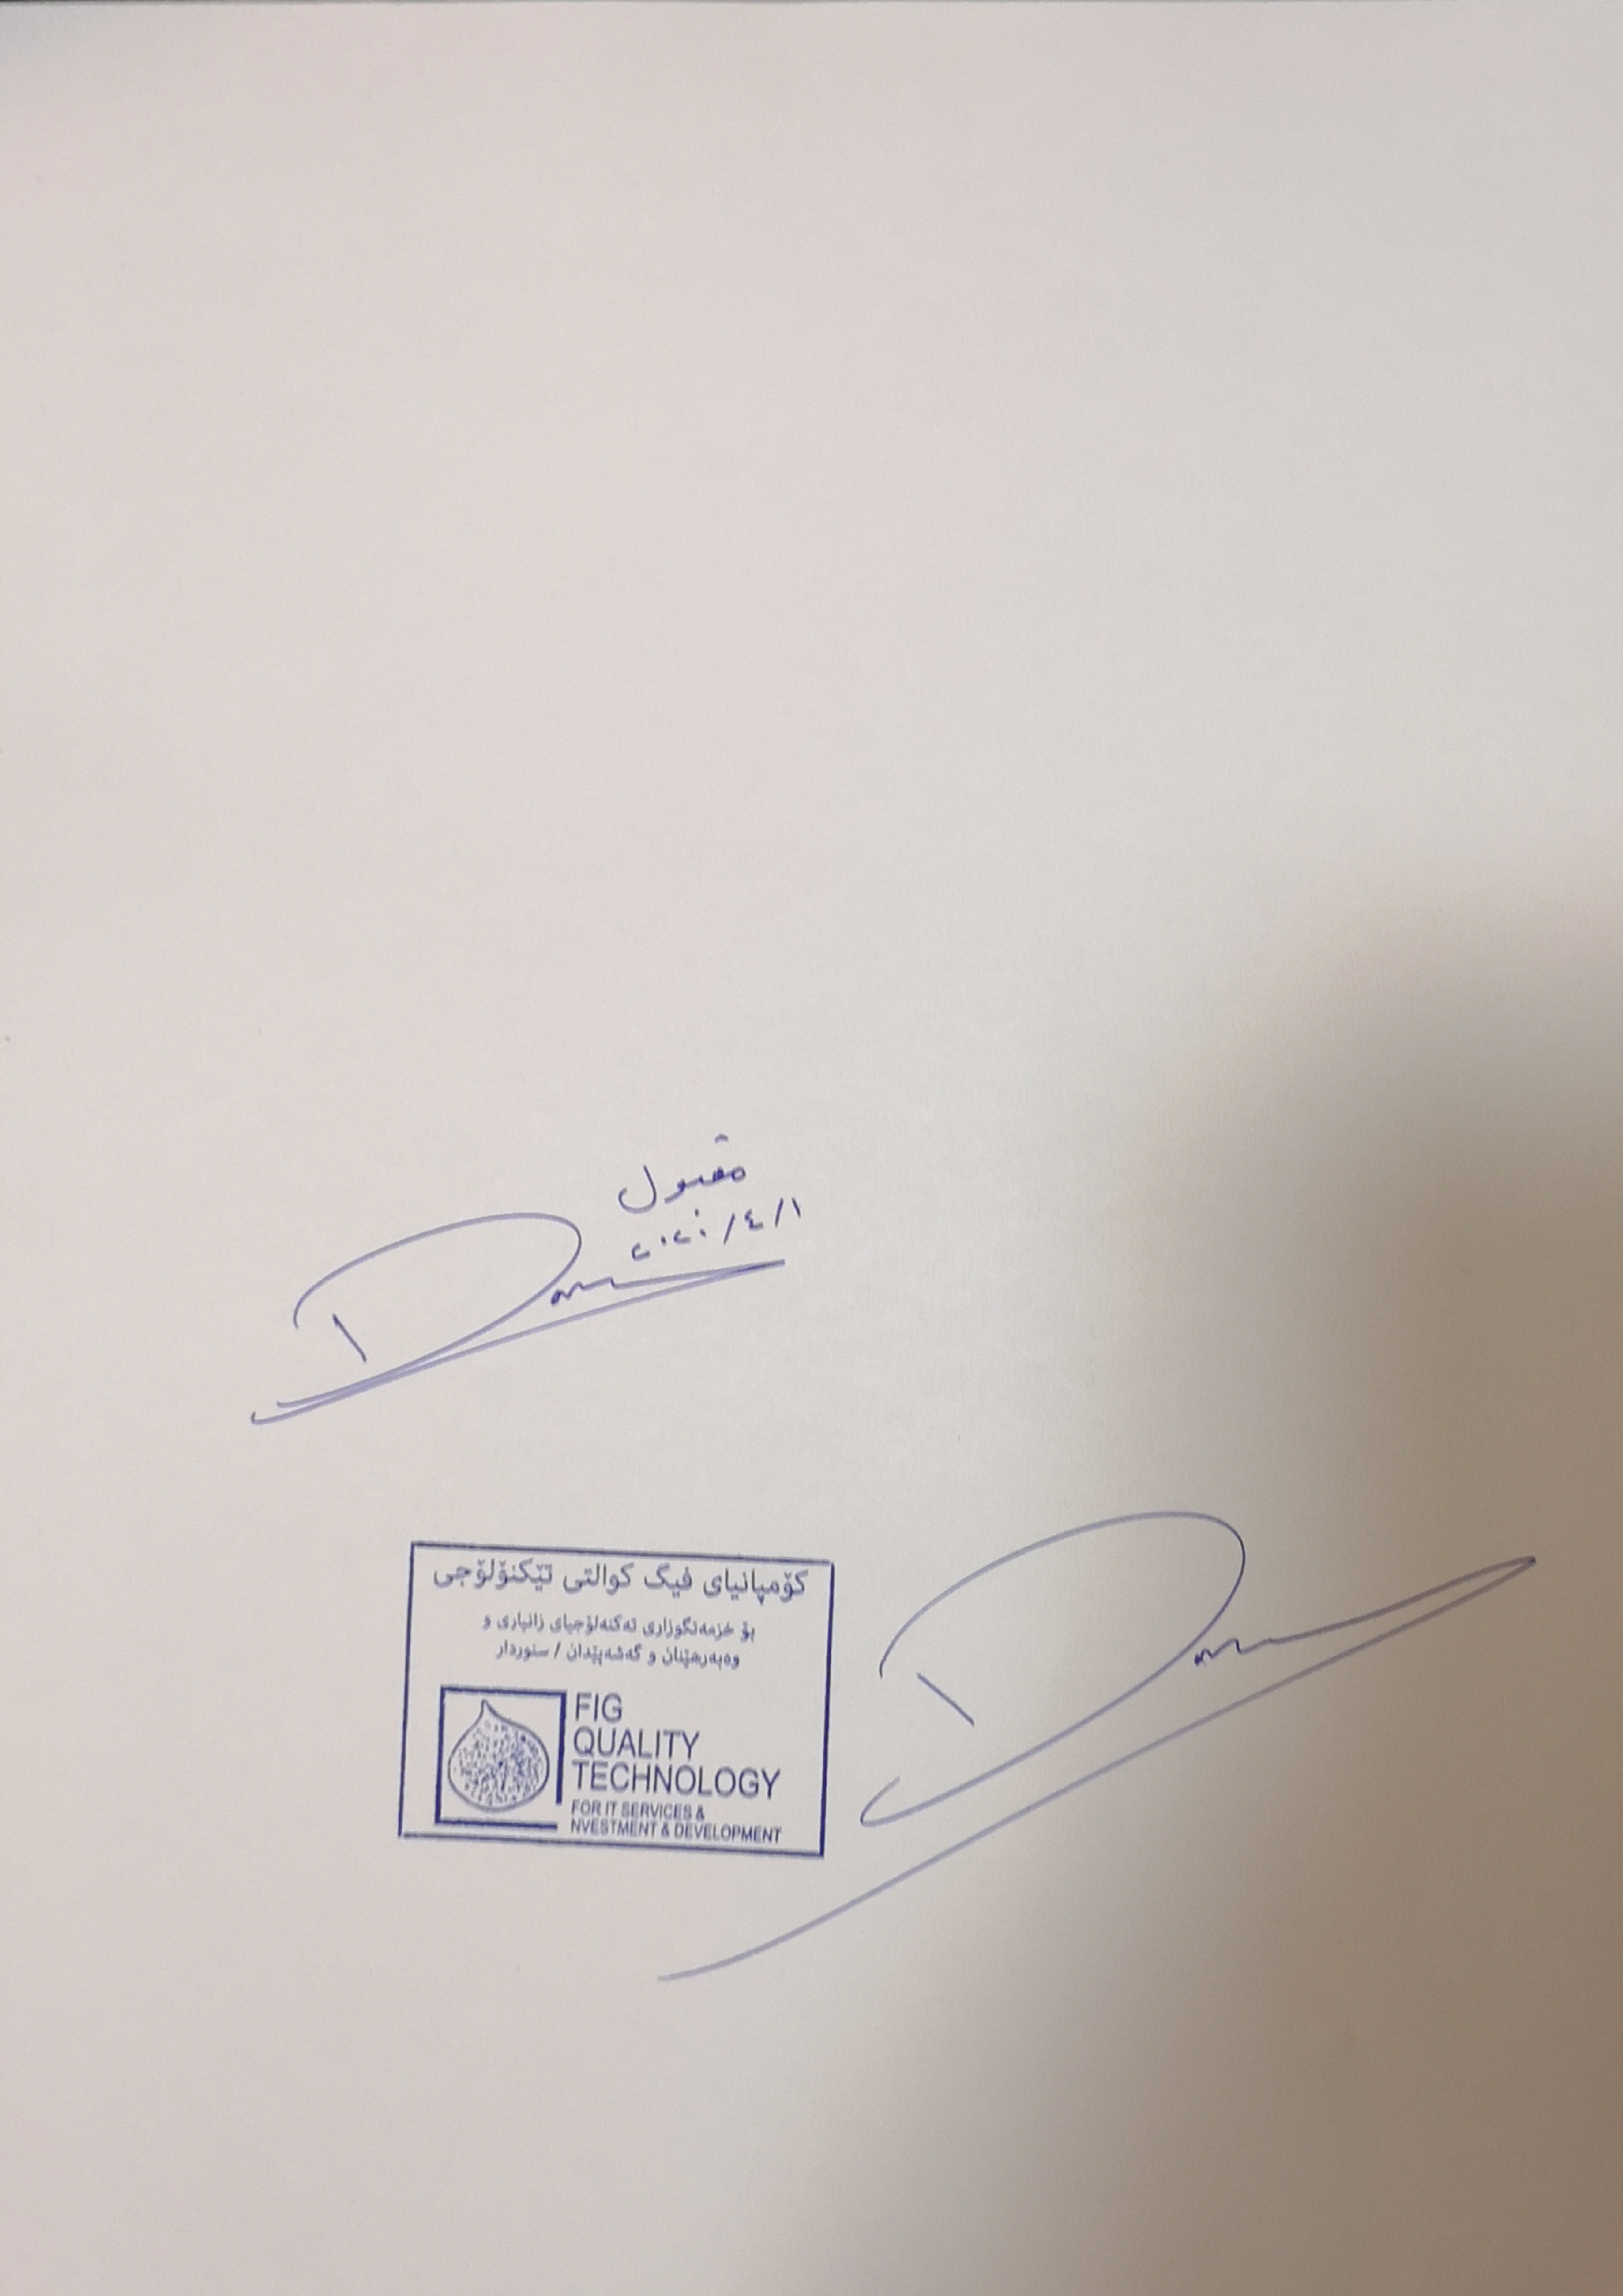 مقبول
٢٠٢٠/٤/١
کۆمپانیای فیگ کوالتی تێکنۆلۆجی
بۆ خزمەتگوزاری تەکنەلۆجیای زانیاری و
وەبەرهێنان و گەشەپێدان / سنوردار
FIG
QUALITY
TECHNOLOGY
FOR IT SERVICES &
NVESTMENT & DEVELOPMENT